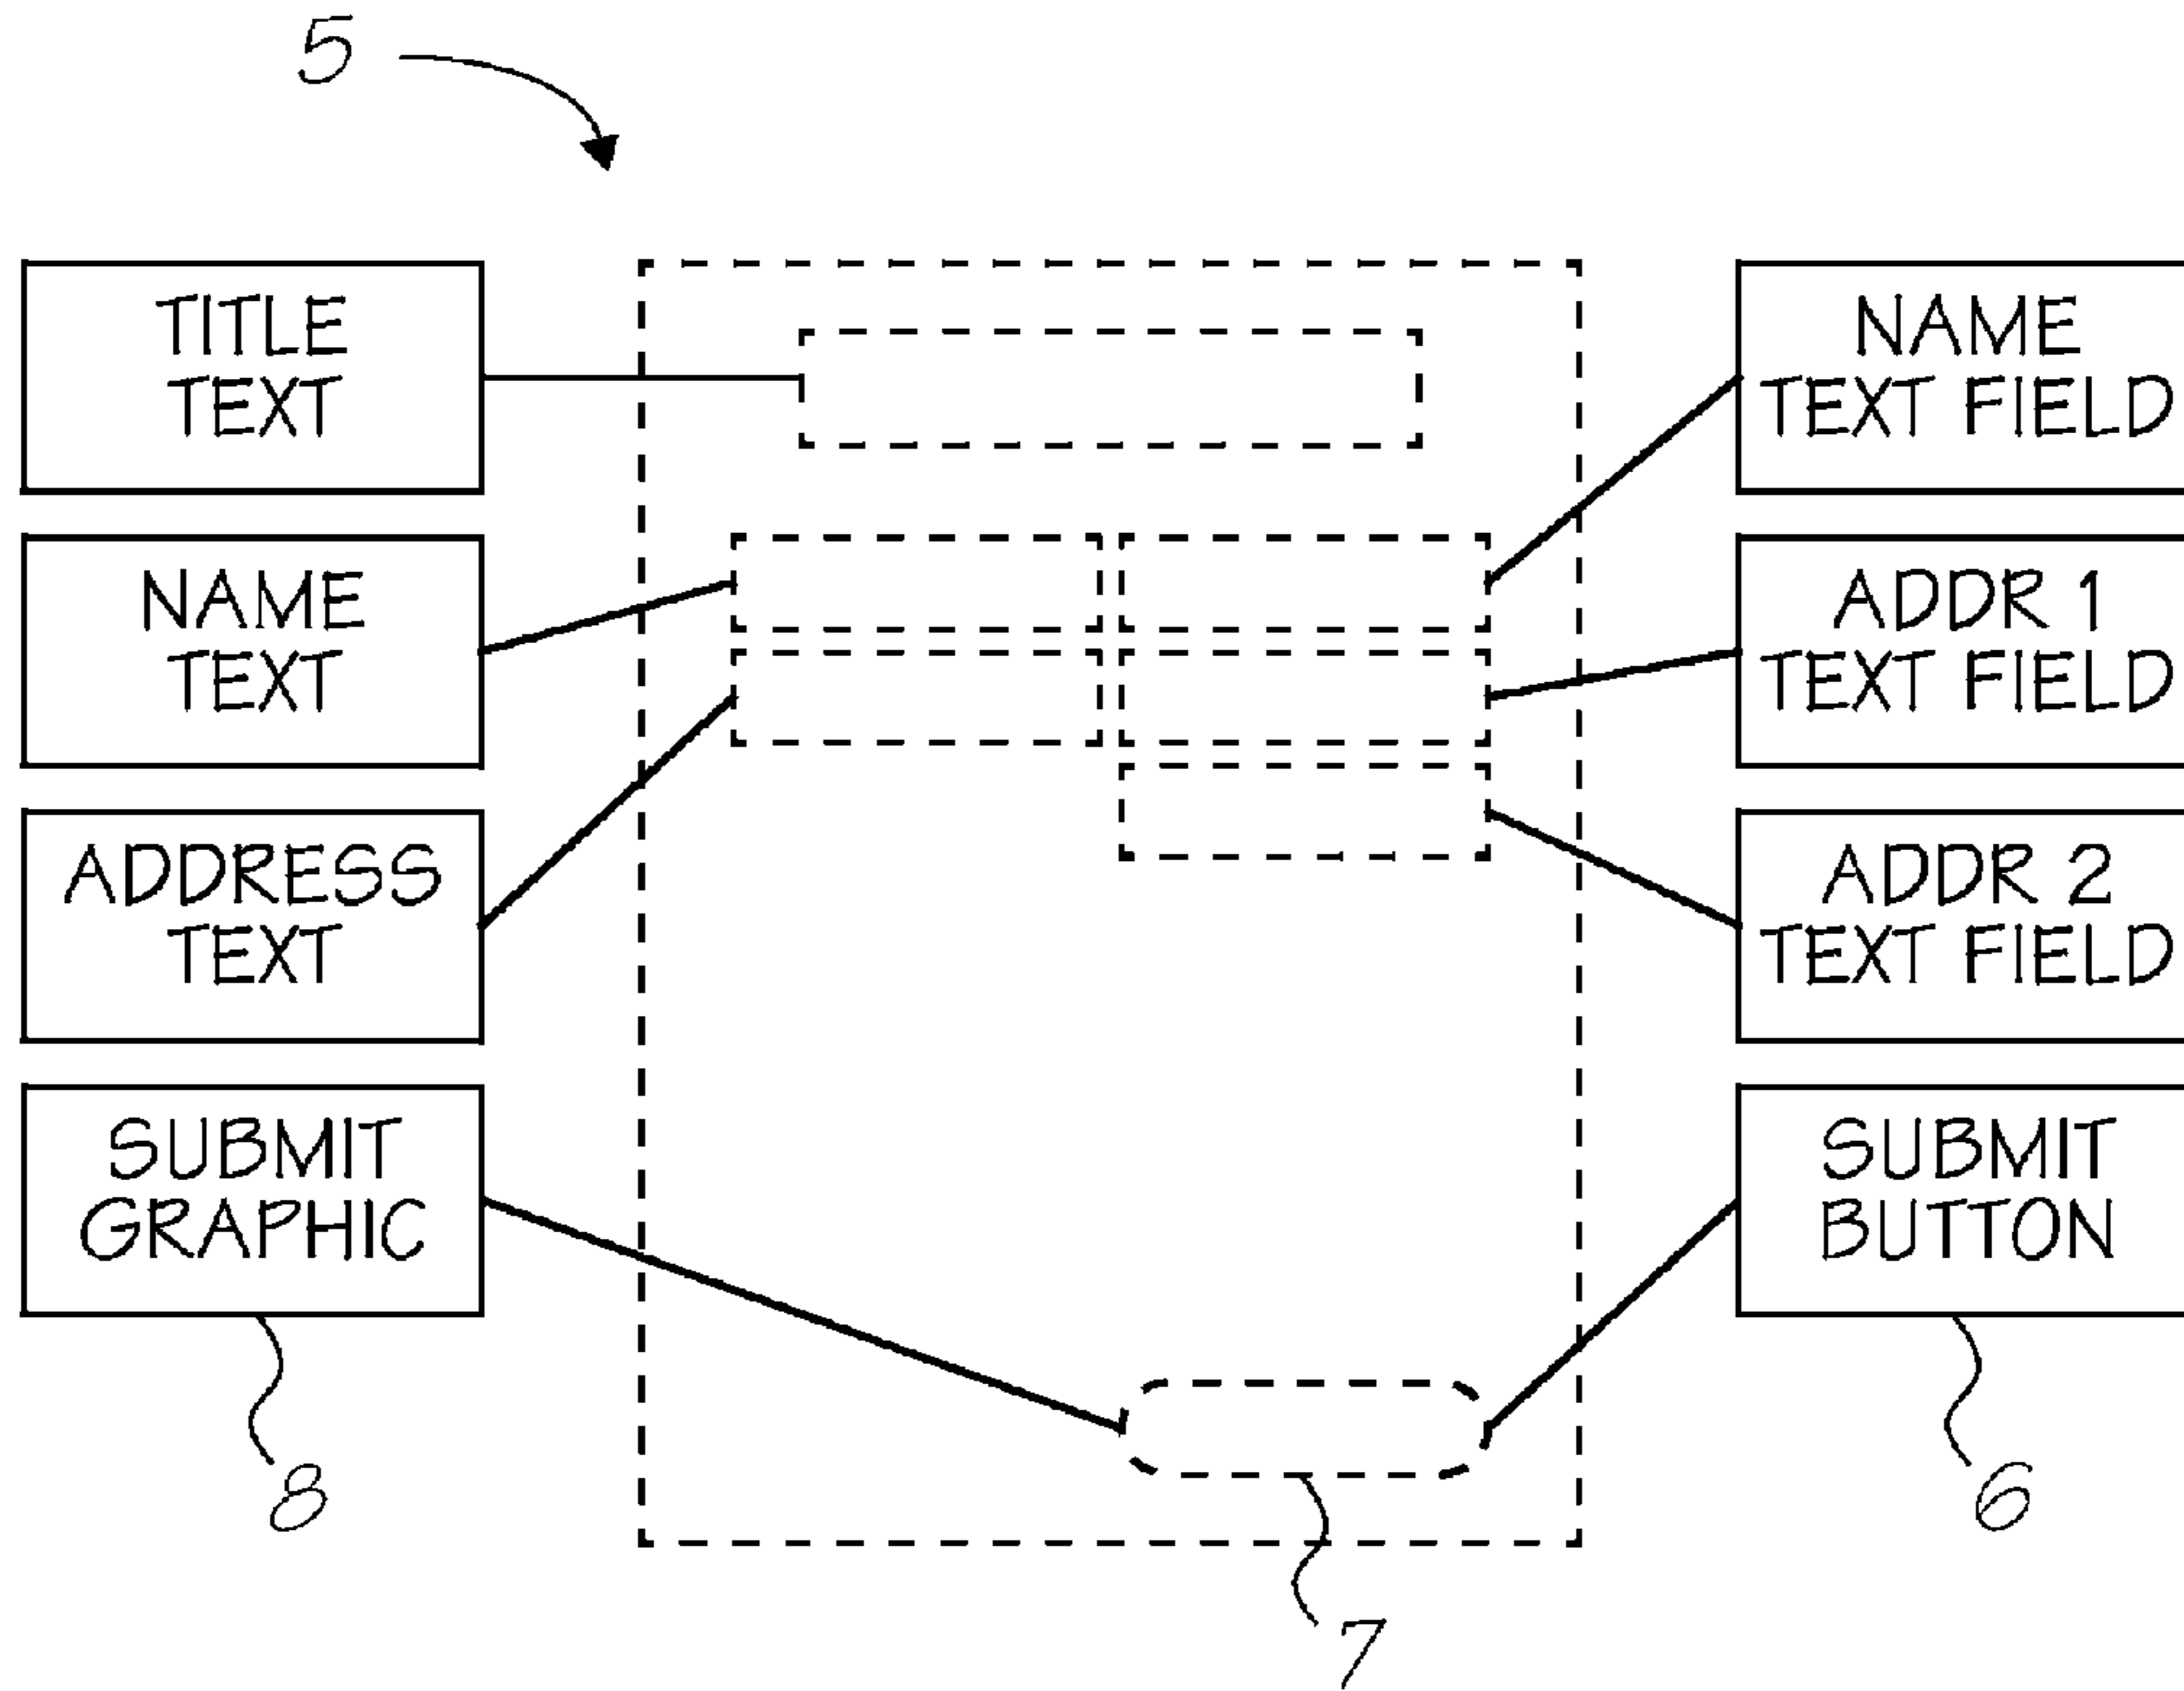 5
TITLE
TEXT
NAME
TEXT
ADDRESS
TEXT
SUBMIT
GRAPHIC
8
NAME
TEXT FIELD
ADDR 1
TEXT FIELD
ADDR 2
TEXT FIELD
SUBMIT
BUTTON
6
7